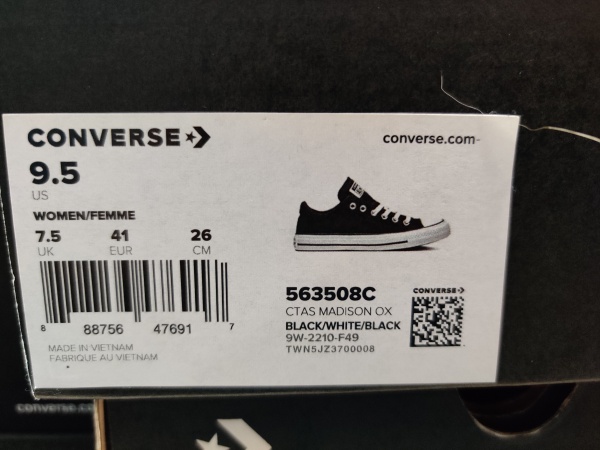 CONVERSE
converse.com
9.5
US
WOMEN/FEMME
7.5 41 26
UK EUR CM
8 88756 47691 7
MADE IN VIETNAM
FABRIQUE AU VIETNAM
563508C
CTAS MADISON OX
BLACK/WHITE/BLACK
9W-2210-F49
TWN5JZ3700008
CONVERSE
converse.co